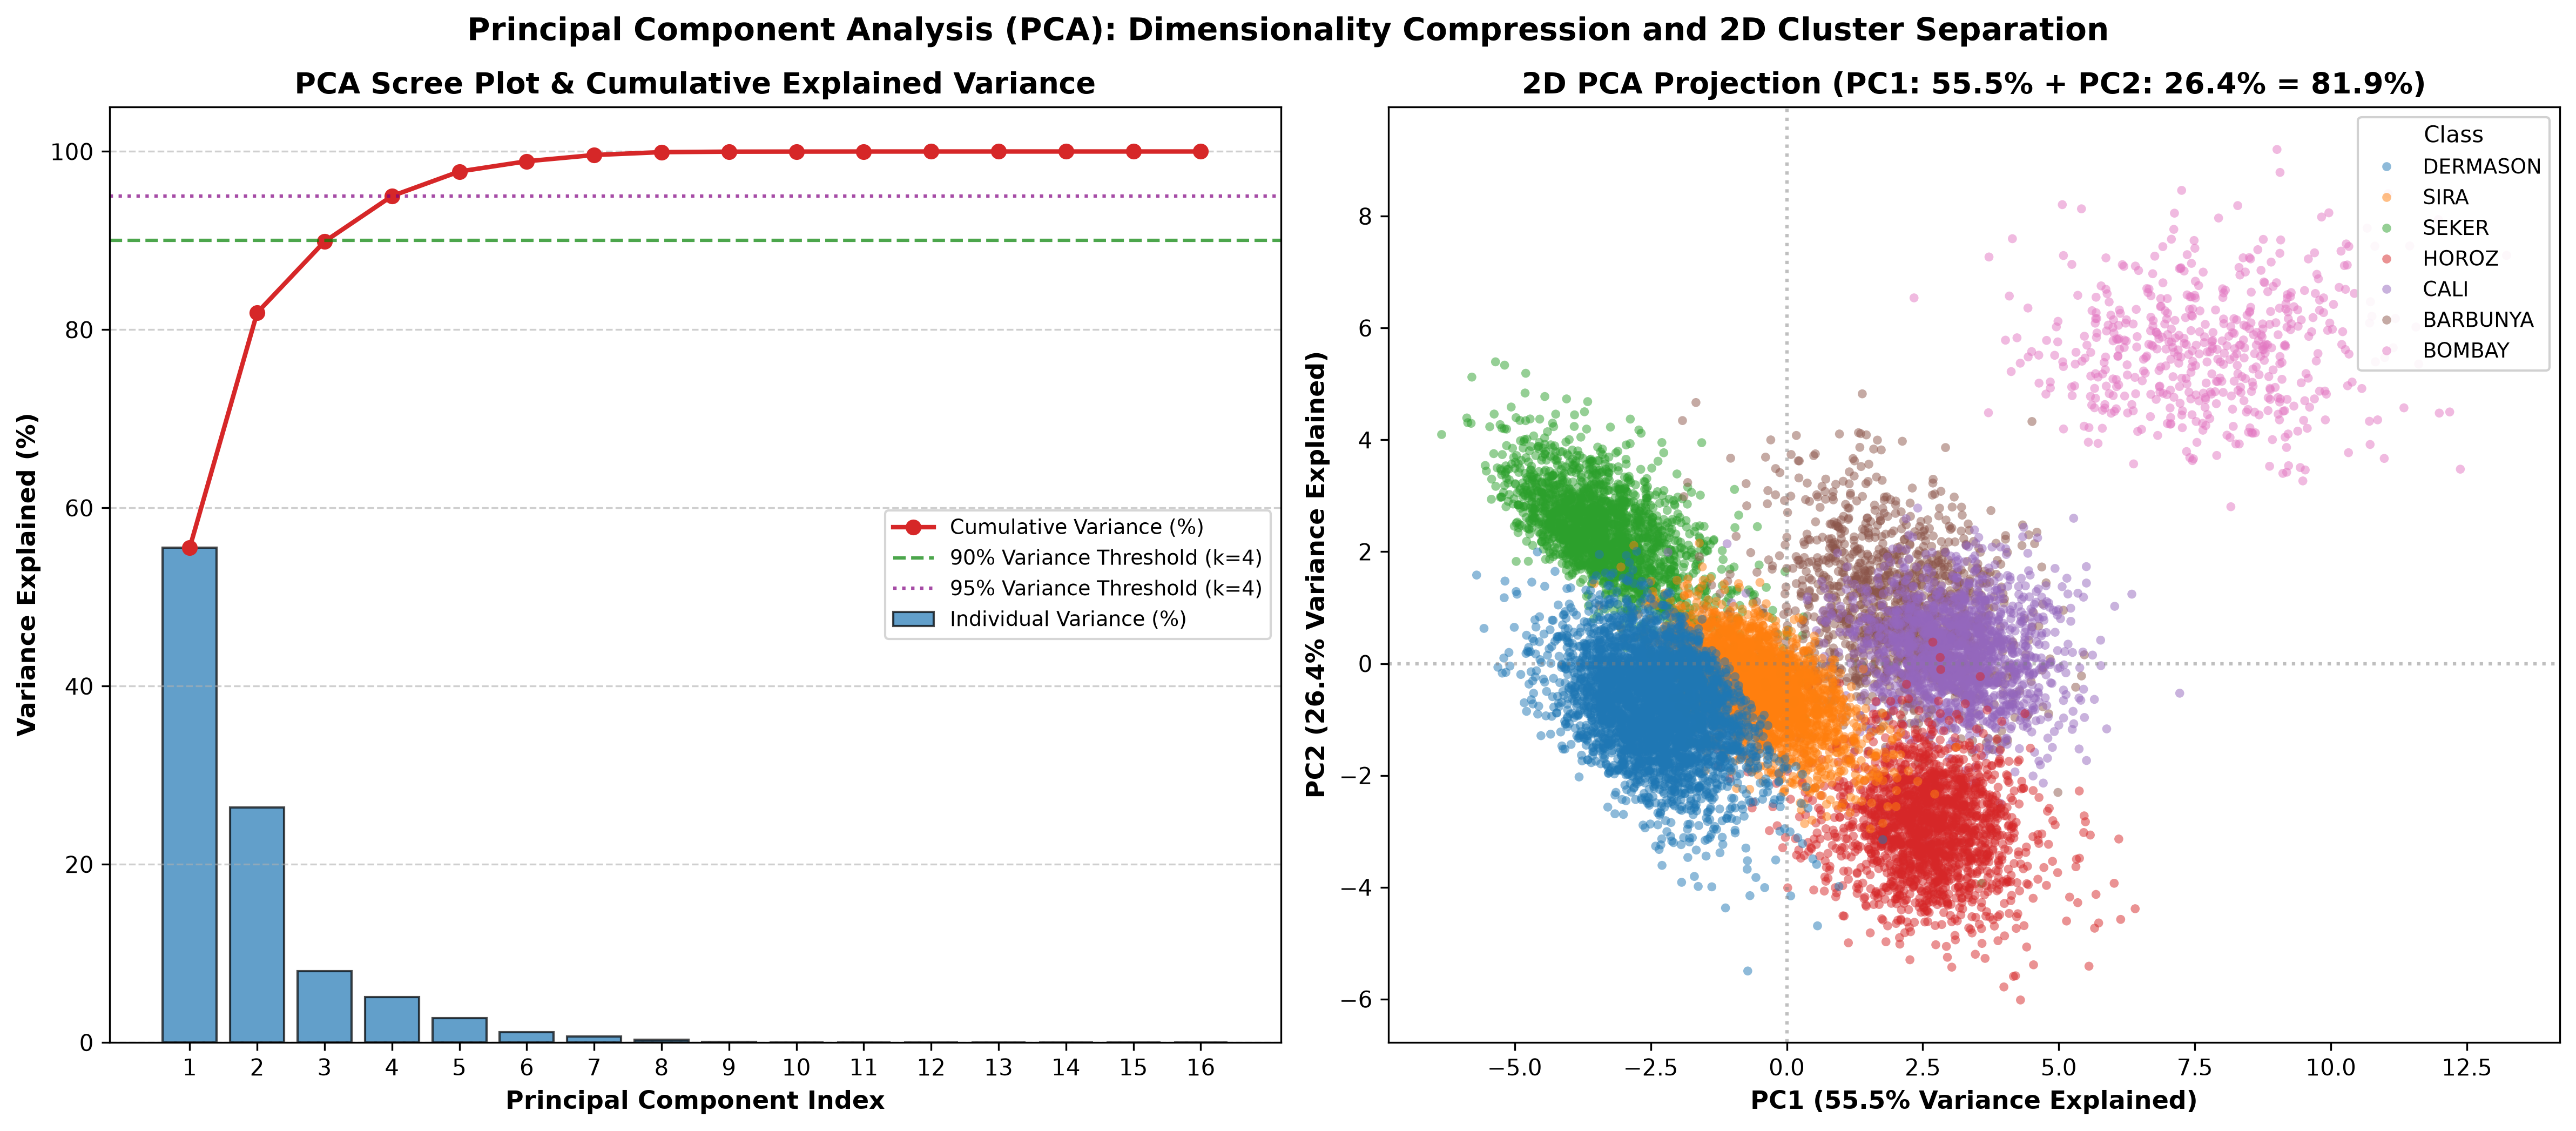 Principal Component Analysis (PCA): Dimensionality Compression and 2D Cluster Separation
PCA Scree Plot & Cumulative Explained Variance
Variance Explained (%)
100
80
60
40
20
0
Cumulative Variance (%)
90% Variance Threshold (k=4)
95% Variance Threshold (k=4)
Individual Variance (%)
1 2 3 4 5 6 7 8 9 10 11 12 13 14 15 16
Principal Component Index
2D PCA Projection (PC1: 55.5% + PC2: 26.4% = 81.9%)
PC2 (26.4% Variance Explained)
8
6
4
2
0
−2
−4
−6
Class
DERMASON
SIRA
SEKER
HOROZ
CALI
BARBUNYA
BOMBAY
−5.0 −2.5 0.0 2.5 5.0 7.5 10.0 12.5
PC1 (55.5% Variance Explained)